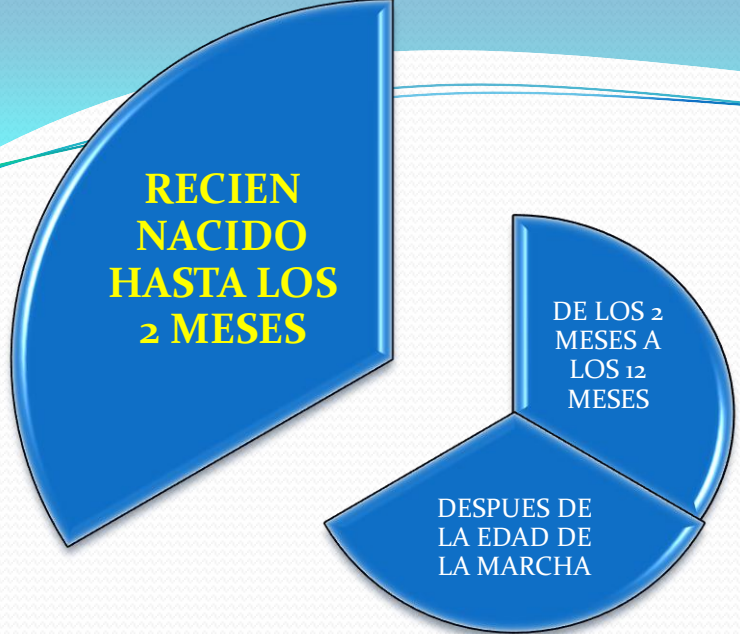 RECIEN
NACIDO
HASTA LOS
2 MESES
DE LOS 2
MESES A
LOS 12
MESES
DESPUES DE
LA EDAD DE
LA MARCHA